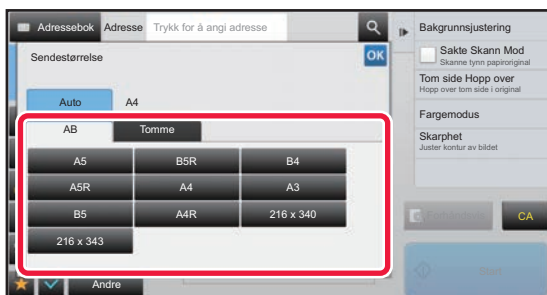 Adressebok Adresse Trykk for å angi adresse
Sendestørrelse OK
Auto A4
AB Tomme
A5 B5R B4
A5R A4 A3
B5 A4R 216 x 340
216 x 343
Andre
Bakgrunnsjustering
Sakte Skann Mod
Skanne tynn papiroriginal
Tom side Hopp over
Hopp over tom side i original
Fargemodus
Skarphet
Juster kontur av bildet
CA
Start